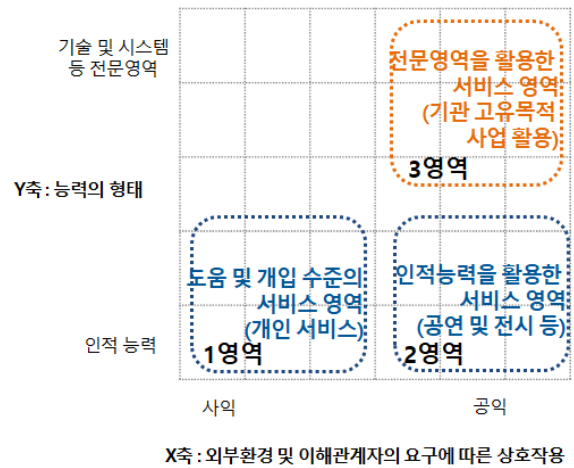 기술 및 시스템
등 전문영역
전문영역을 활용한
서비스 영역
(기관 고유목적
사업 활용)
3영역
Y축 : 능력의 형태
도움 및 개입 수준의
서비스 영역
(개인 서비스)
1영역
인적능력을 활용한
서비스 영역
(공연 및 전시 등)
2영역
인적 능력
사익
공익
X축 : 외부환경 및 이해관계자의 요구에 따른 상호작용